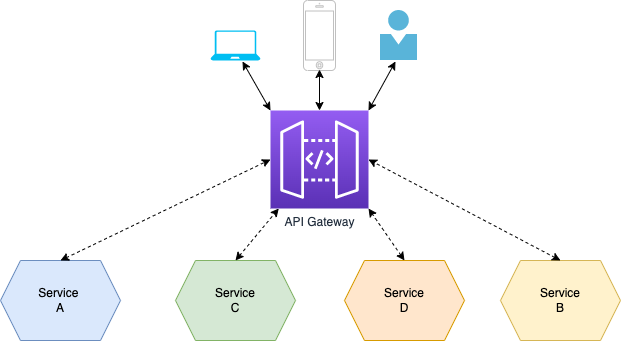 </>
API Gateway
Service
A
Service
C
Service
D
Service
B